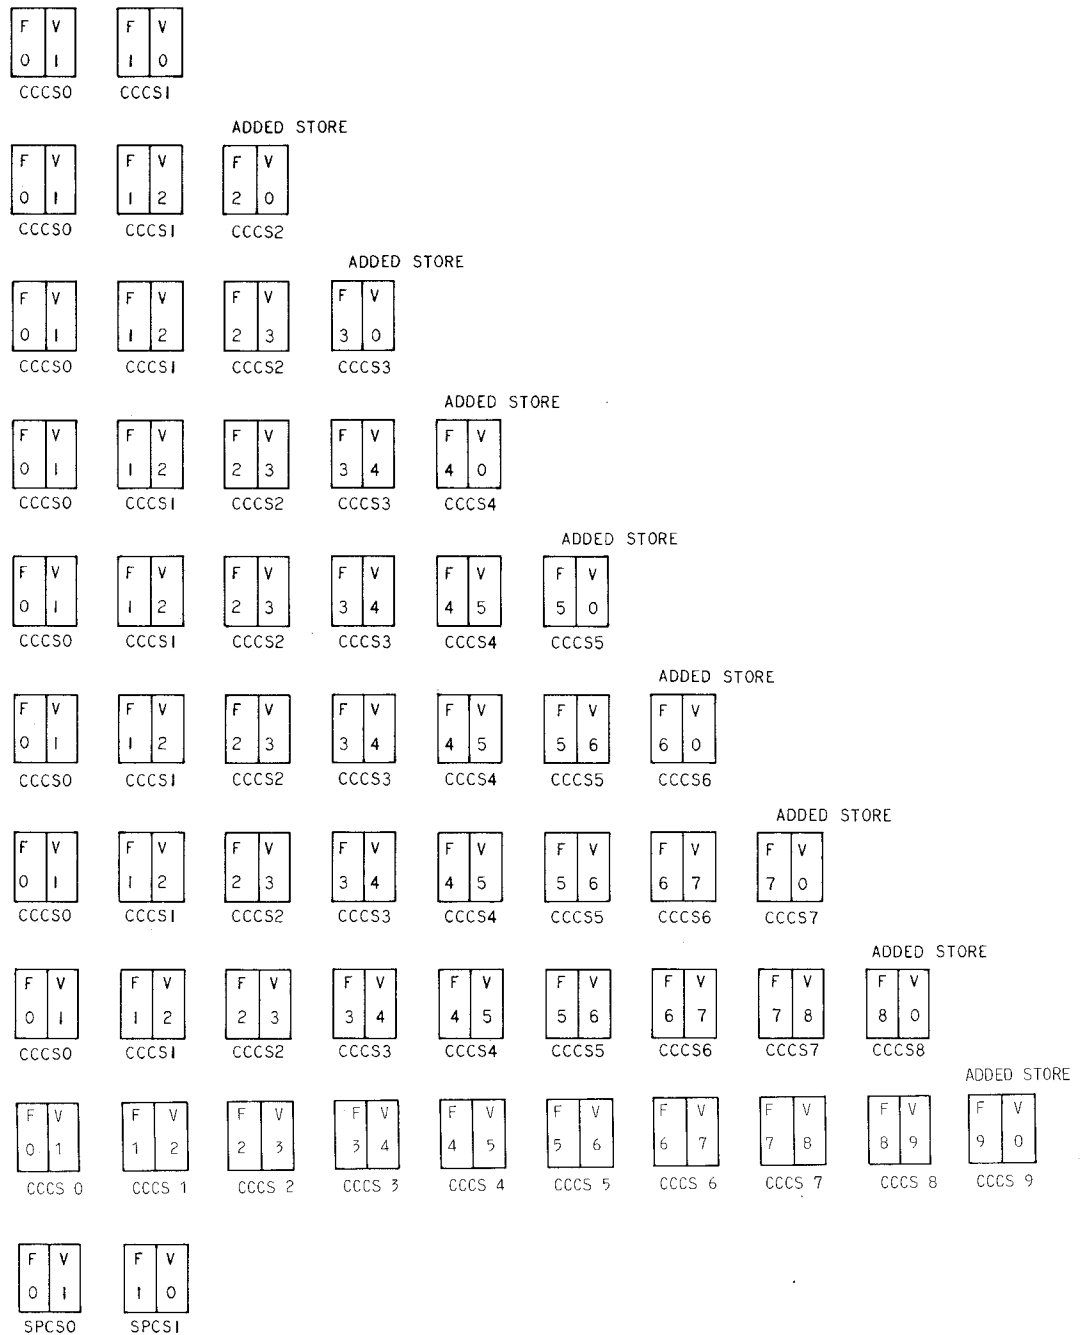 F V F V
0 1 1 0
CCCS0 CCCS1
ADDED STORE
F V F V F V
0 1 1 2 2 0
CCCS0 CCCS1 CCCS2
ADDED STORE
F V F V F V F V
0 1 1 2 2 3 3 0
CCCS0 CCCS1 CCCS2 CCCS3
ADDED STORE
F V F V F V F V F V
0 1 1 2 2 3 3 4 4 0
CCCS0 CCCS1 CCCS2 CCCS3 CCCS4
ADDED STORE
F V F V F V F V F V F V
0 1 1 2 2 3 3 4 4 5 5 0
CCCS0 CCCS1 CCCS2 CCCS3 CCCS4 CCCS5
ADDED STORE
F V F V F V F V F V F V F V
0 1 1 2 2 3 3 4 4 5 5 6 6 0
CCCS0 CCCS1 CCCS2 CCCS3 CCCS4 CCCS5 CCCS6
ADDED STORE
F V F V F V F V F V F V F V F V
0 1 1 2 2 3 3 4 4 5 5 6 6 7 7 0
CCCS0 CCCS1 CCCS2 CCCS3 CCCS4 CCCS5 CCCS6 CCCS7
ADDED STORE
F V F V F V F V F V F V F V F V F V
0 1 1 2 2 3 3 4 4 5 5 6 6 7 7 8 8 0
CCCS0 CCCS1 CCCS2 CCCS3 CCCS4 CCCS5 CCCS6 CCCS7 CCCS8
ADDED STORE
F V F V F V F V F V F V F V F V F V F V
0 1 1 2 2 3 3 4 4 5 5 6 6 7 7 8 8 9 9 0
CCCS 0 CCCS 1 CCCS 2 CCCS 3 CCCS 4 CCCS 5 CCCS 6 CCCS 7 CCCS 8 CCCS 9
F V F V
0 1 1 0
SPCS0 SPCS1